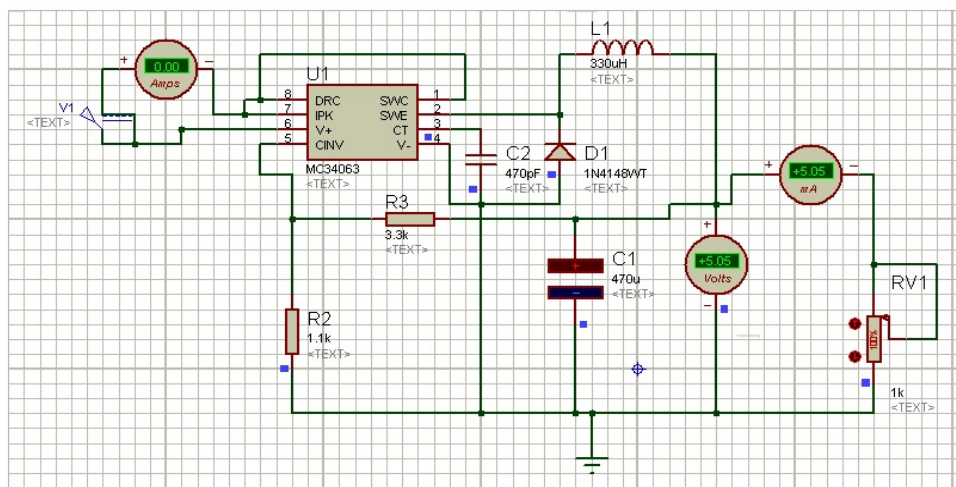 L1
330uH
<TEXT>
+
0.00
Amps
−
U1
V1
<TEXT>
8
7
6
5
DRC
IPK
V+
CINV
SWC
SWE
CT
V-
1
2
3
4
MC34063
<TEXT>
C2
470pF
<TEXT>
D1
1N4148WT
<TEXT>
+
+5.05
mA
−
R3
3.3k
<TEXT>
+
+5.05
Volts
−
C1
470u
<TEXT>
+
−
RV1
R2
1.1k
<TEXT>
100%
1k
<TEXT>